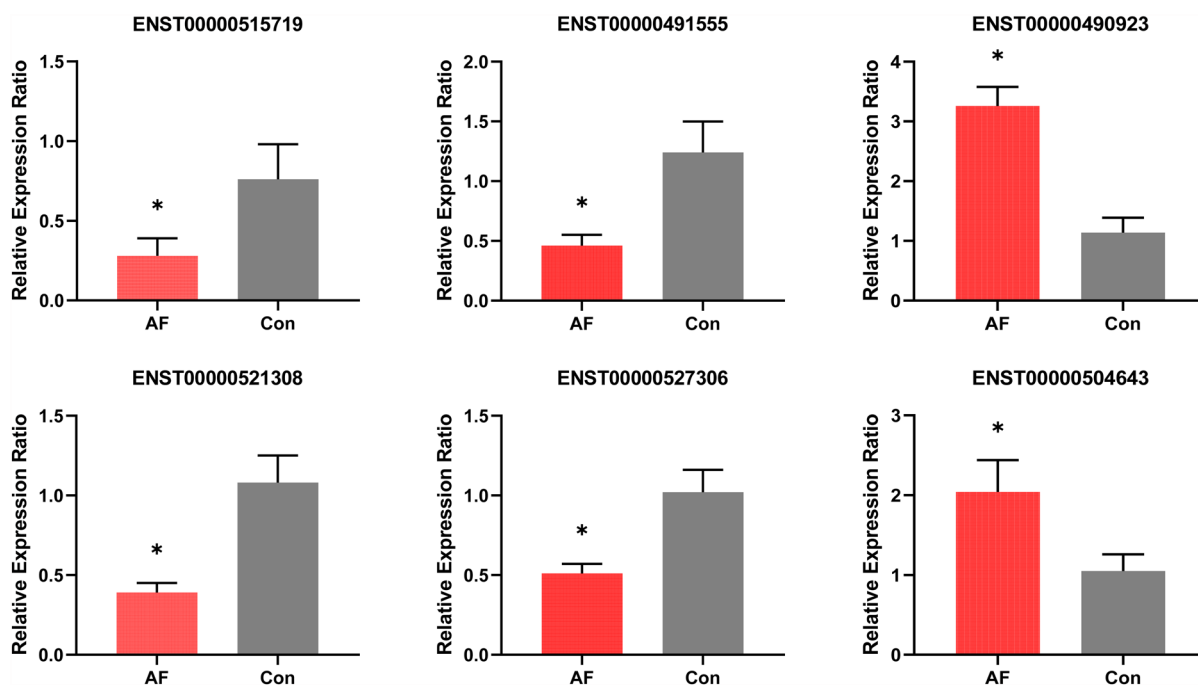 ENST00000515719
Relative Expression Ratio
1.5
1.0
0.5
0.0
*
AF
Con
ENST00000491555
Relative Expression Ratio
2.0
1.5
1.0
0.5
0.0
*
AF
Con
ENST00000490923
Relative Expression Ratio
4
3
2
1
0
*
AF
Con
ENST00000521308
Relative Expression Ratio
1.5
1.0
0.5
0.0
*
AF
Con
ENST00000527306
Relative Expression Ratio
1.5
1.0
0.5
0.0
*
AF
Con
ENST00000504643
Relative Expression Ratio
3
2
1
0
*
AF
Con